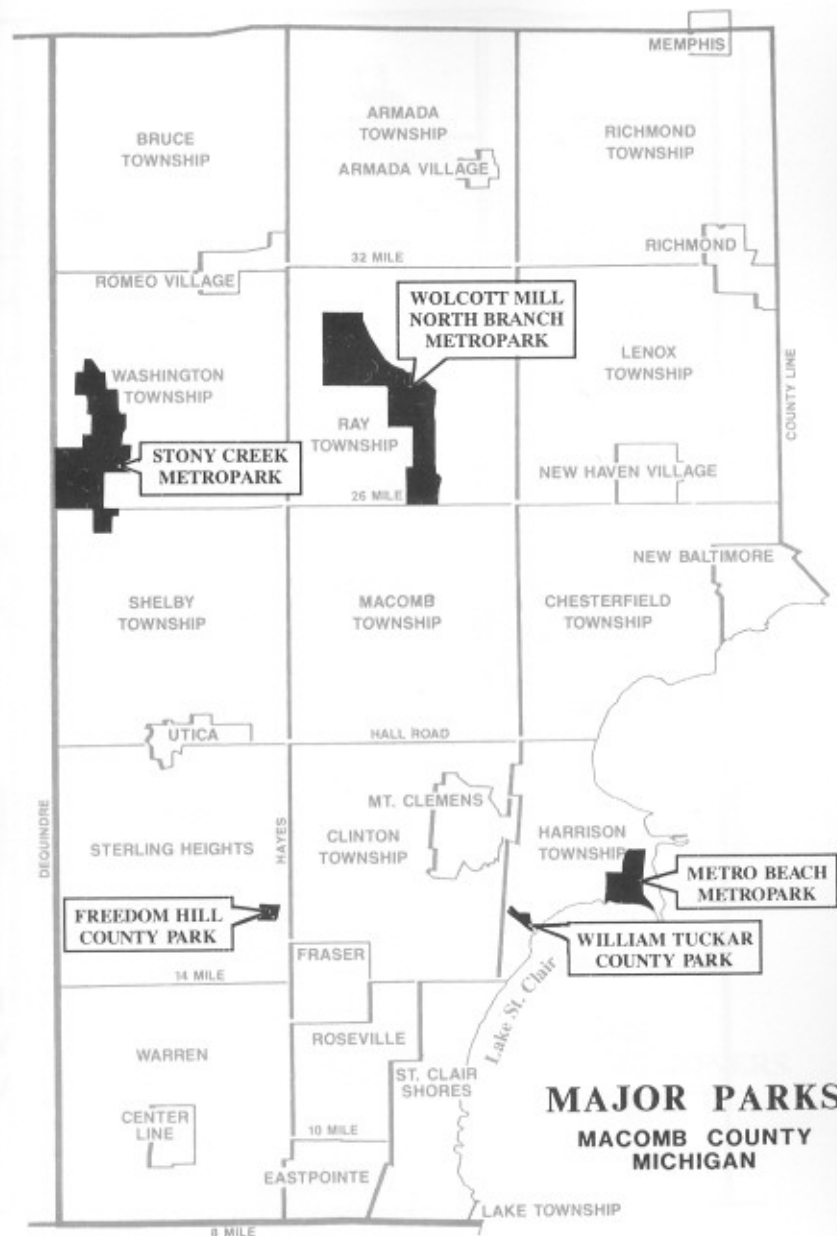 MEMPHIS
BRUCE
TOWNSHIP
ARMADA
TOWNSHIP
ARMADA VILLAGE
RICHMOND
TOWNSHIP
ROMEO VILLAGE
32 MILE
RICHMOND
WOLCOTT MILL
NORTH BRANCH
METROPARK
WASHINGTON
TOWNSHIP
LENOX
TOWNSHIP
COUNTY LINE
RAY
TOWNSHIP
STONY CREEK
METROPARK
NEW HAVEN VILLAGE
26 MILE
NEW BALTIMORE
SHELBY
TOWNSHIP
MACOMB
TOWNSHIP
CHESTERFIELD
TOWNSHIP
UTICA
HALL ROAD
DEQUINDRE
HAYES
MT. CLEMENS
STERLING HEIGHTS
CLINTON
TOWNSHIP
HARRISON
TOWNSHIP
METRO BEACH
METROPARK
FREEDOM HILL
COUNTY PARK
WILLIAM TUCKAR
COUNTY PARK
FRASER
14 MILE
Lake St. Clair
ROSEVILLE
WARREN
ST. CLAIR
SHORES
CENTER
LINE
10 MILE
EASTPOINTE
MAJOR PARKS
MACOMB COUNTY
MICHIGAN
LAKE TOWNSHIP
8 MILE